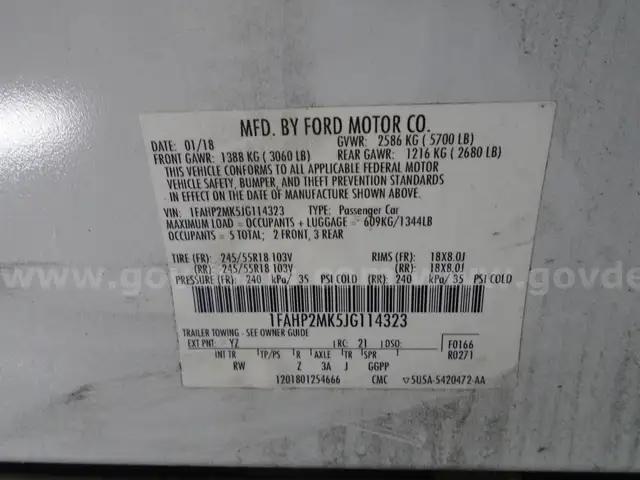 MFD. BY FORD MOTOR CO.
DATE: 01/18 GVWR: 2586 KG ( 5700 LB)
FRONT GAWR: 1388 KG ( 3060 LB) REAR GAWR: 1216 KG ( 2680 LB)
THIS VEHICLE CONFORMS TO ALL APPLICABLE FEDERAL MOTOR
VEHICLE SAFETY, BUMPER, AND THEFT PREVENTION STANDARDS
IN EFFECT ON THE DATE OF MANUFACTURE SHOWN ABOVE.
VIN: 1FAHP2MK5JG114323 TYPE: Passenger Car
MAXIMUM LOAD = OCCUPANTS + LUGGAGE = 609KG/1344LB
OCCUPANTS = 5 TOTAL; 2 FRONT, 3 REAR
TIRE (FR): 245/55R18 103V RIMS (FR): 18X8.0J
(RR): 245/55R18 103V (RR): 18X8.0J
PRESSURE (FR): 240 kPa/ 35 PSI COLD (RR): 240 kPa/ 35 PSI COLD
1FAHP2MK5JG114323
TRAILER TOWING - SEE OWNER GUIDE
EXT PNT: YZ RC: 21 DSO: F0166
R0271
INT TR TP/PS R AXLE TR SPR
RW Z 3A J GGPP
1201801254666 CMC 5U5A-5420472-AA